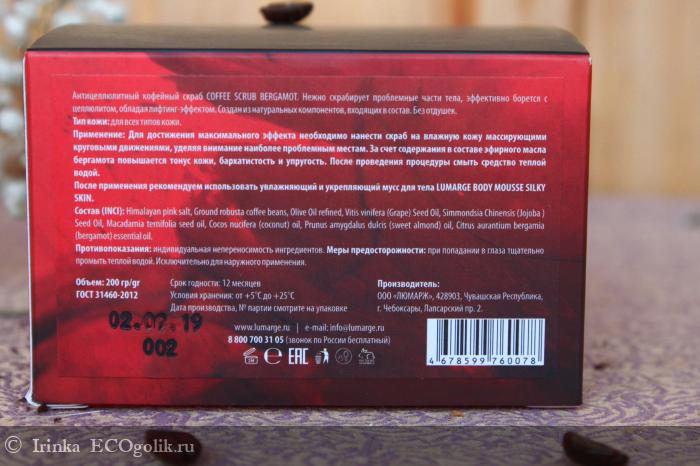 Антицеллюлитный кофейный скраб COFFEE SCRUB BERGAMOT. Нежно скрабирует проблемные части тела, эффективно борется с
целлюлитом, обладая лифтинг-эффектом. Создан из натуральных компонентов, входящих в состав. Без отдушек.
Тип кожи: для всех типов кожи.
Применение: Для достижения максимального эффекта необходимо нанести скраб на влажную кожу массирующими
круговыми движениями, уделяя внимание наиболее проблемным местам. За счет содержания в составе эфирного масла
бергамота повышается тонус кожи, бархатистость и упругость. После проведения процедуры смыть средство теплой
водой.
После применения рекомендуем использовать увлажняющий и укрепляющий мусс для тела LUMARGE BODY MOUSSE SILKY
SKIN.
Состав (INCI): Himalayan pink salt, Ground robusta coffee beans, Olive Oil refined, Vitis vinifera (Grape) Seed Oil, Simmondsia Chinensis (Jojoba )
Seed Oil, Macadamia ternifolia seed oil, Cocos nucifera (coconut) oil, Prunus amygdalus dulcis (sweet almond) oil, Citrus aurantium bergamia
(bergamot) essential oil.
Противопоказания: индивидуальная непереносимость ингредиентов. Меры предосторожности: при попадании в глаза тщательно
промыть теплой водой. Исключительно для наружного применения.
Объем: 200 гр/gr
ГОСТ 31460-2012
02.02.19
002
Срок годности: 12 месяцев
Условия хранения: от +5°C до +25°C
Дата производства, № партии смотрите на упаковке
www.lumarge.ru | e-mail: info@lumarge.ru
8 800 700 31 05 (звонок по России бесплатный)
EAC
Производитель:
ООО «ЛЮМАРЖ», 428903, Чувашская Республика,
г. Чебоксары, Лапсарский пр. 2.
4 678599 760078
© Irinka ECOgolik.ru